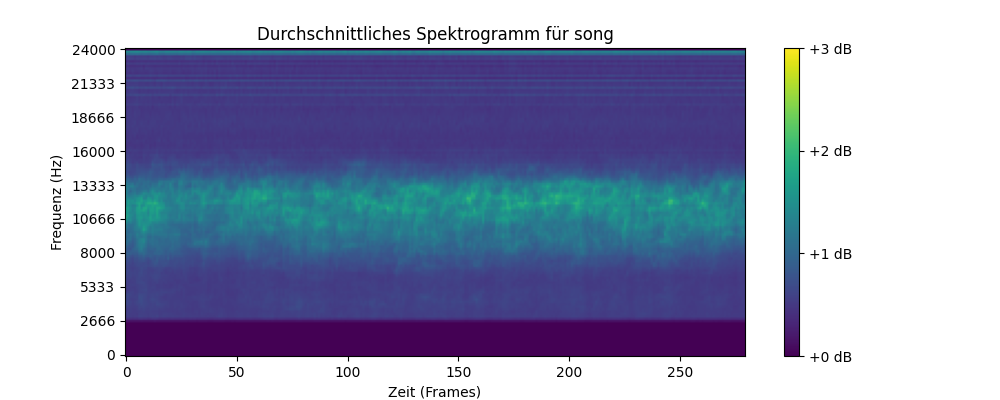 Durchschnittliches Spektrogramm für song
24000
21333
18666
16000
13333
10666
8000
5333
2666
0
Frequenz (Hz)
0 50 100 150 200 250
Zeit (Frames)
+3 dB
+2 dB
+1 dB
+0 dB